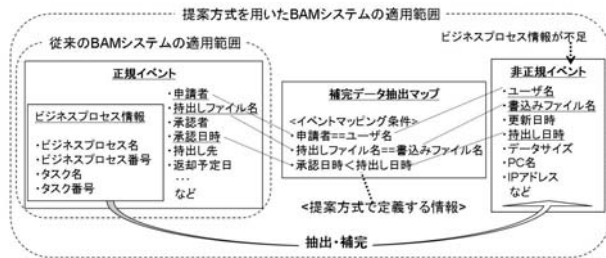 提案方式を用いたBAMシステムの適用範囲
従来のBAMシステムの適用範囲
ビジネスプロセス情報が不足
正規イベント
ビジネスプロセス情報
・ビジネスプロセス名
・ビジネスプロセス番号
・タスク名
・タスク番号
・申請者
・持出しファイル名
・承認者
・承認日時
・持出し先
・返却予定日
…
など
補完データ抽出マップ
<イベントマッピング条件>
・申請者==ユーザ名
・持出しファイル名==書込みファイル名
・承認日時<持出し日時
<提案方式で定義する情報>
非正規イベント
・ユーザ名
・書込みファイル名
・更新日時
・持出し日時
・データサイズ
・PC名
・IPアドレス
など
抽出・補完